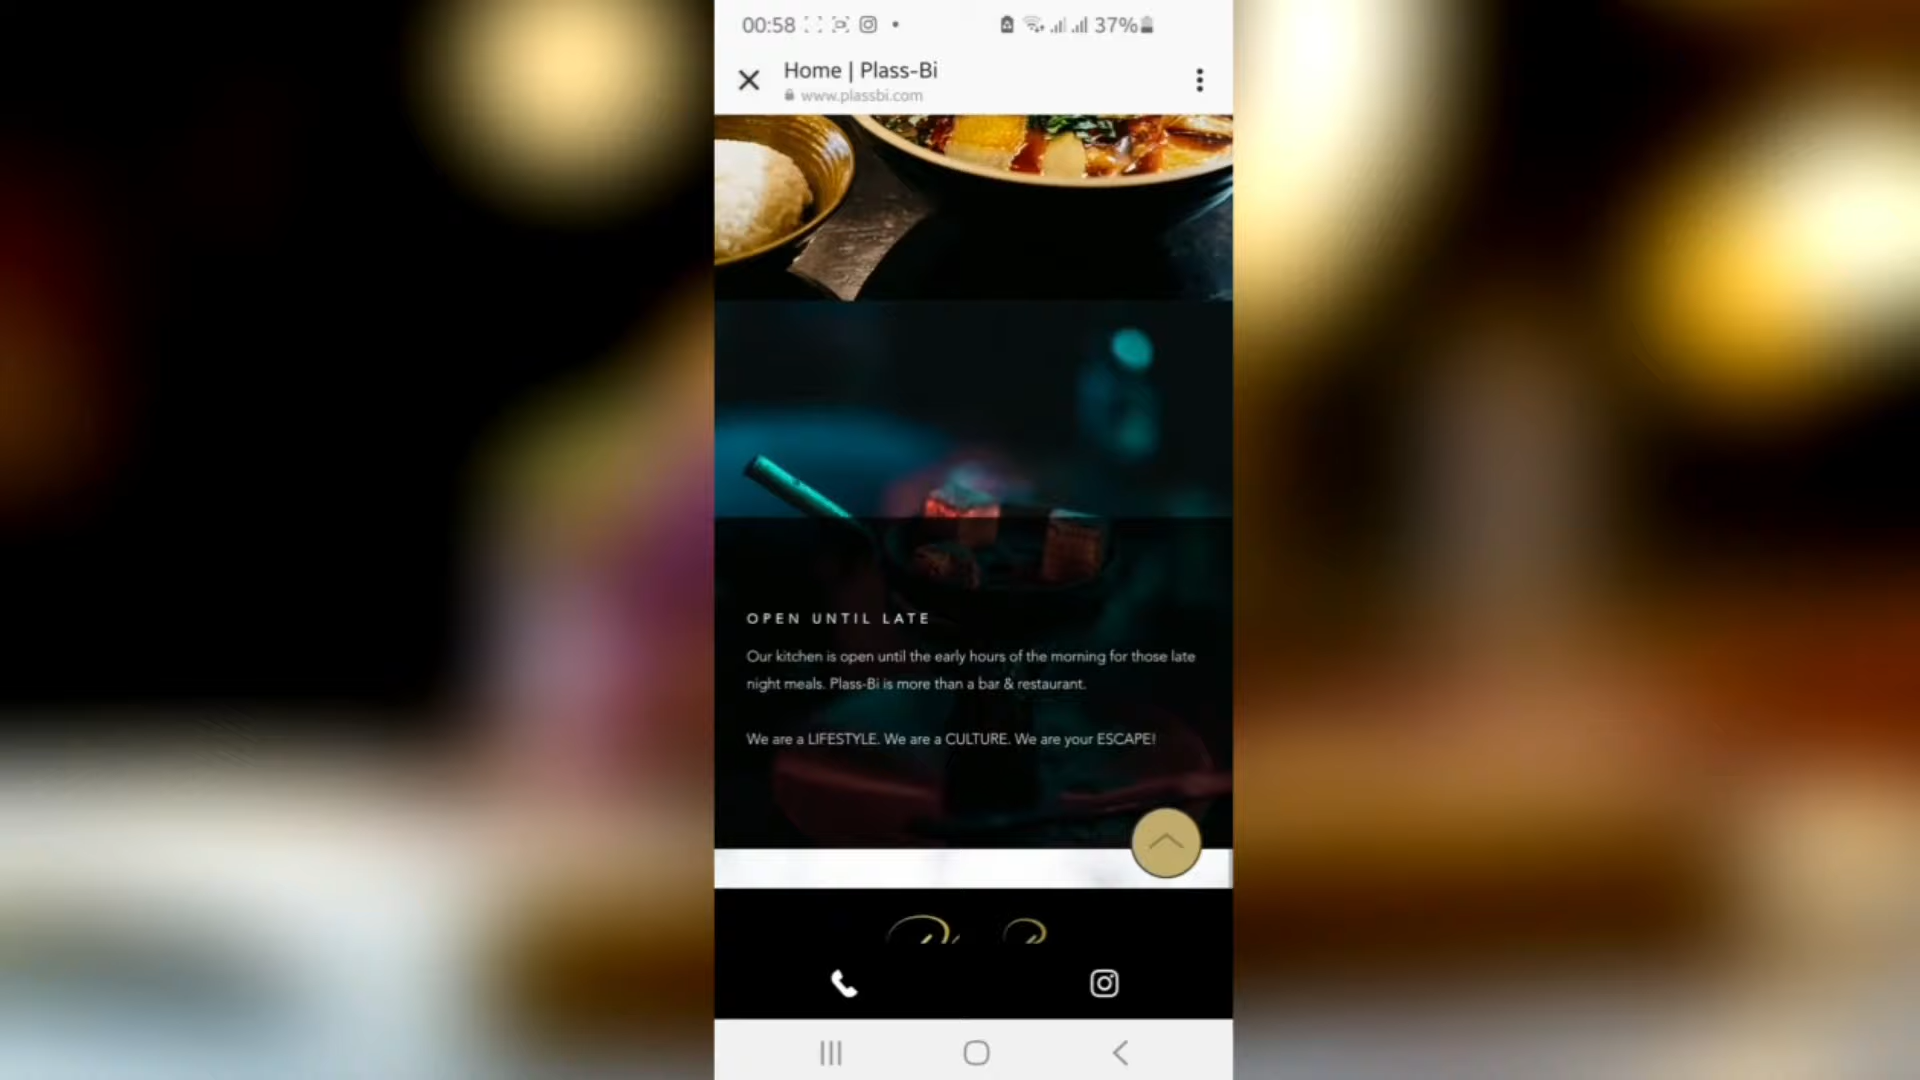 00:58
37%
Home | Plass-Bi
www.plassbi.com
OPEN UNTIL LATE
Our kitchen is open until the early hours of the morning for those late
night meals. Plass-Bi is more than a bar & restaurant.
We are a LIFESTYLE. We are a CULTURE. We are your ESCAPE!